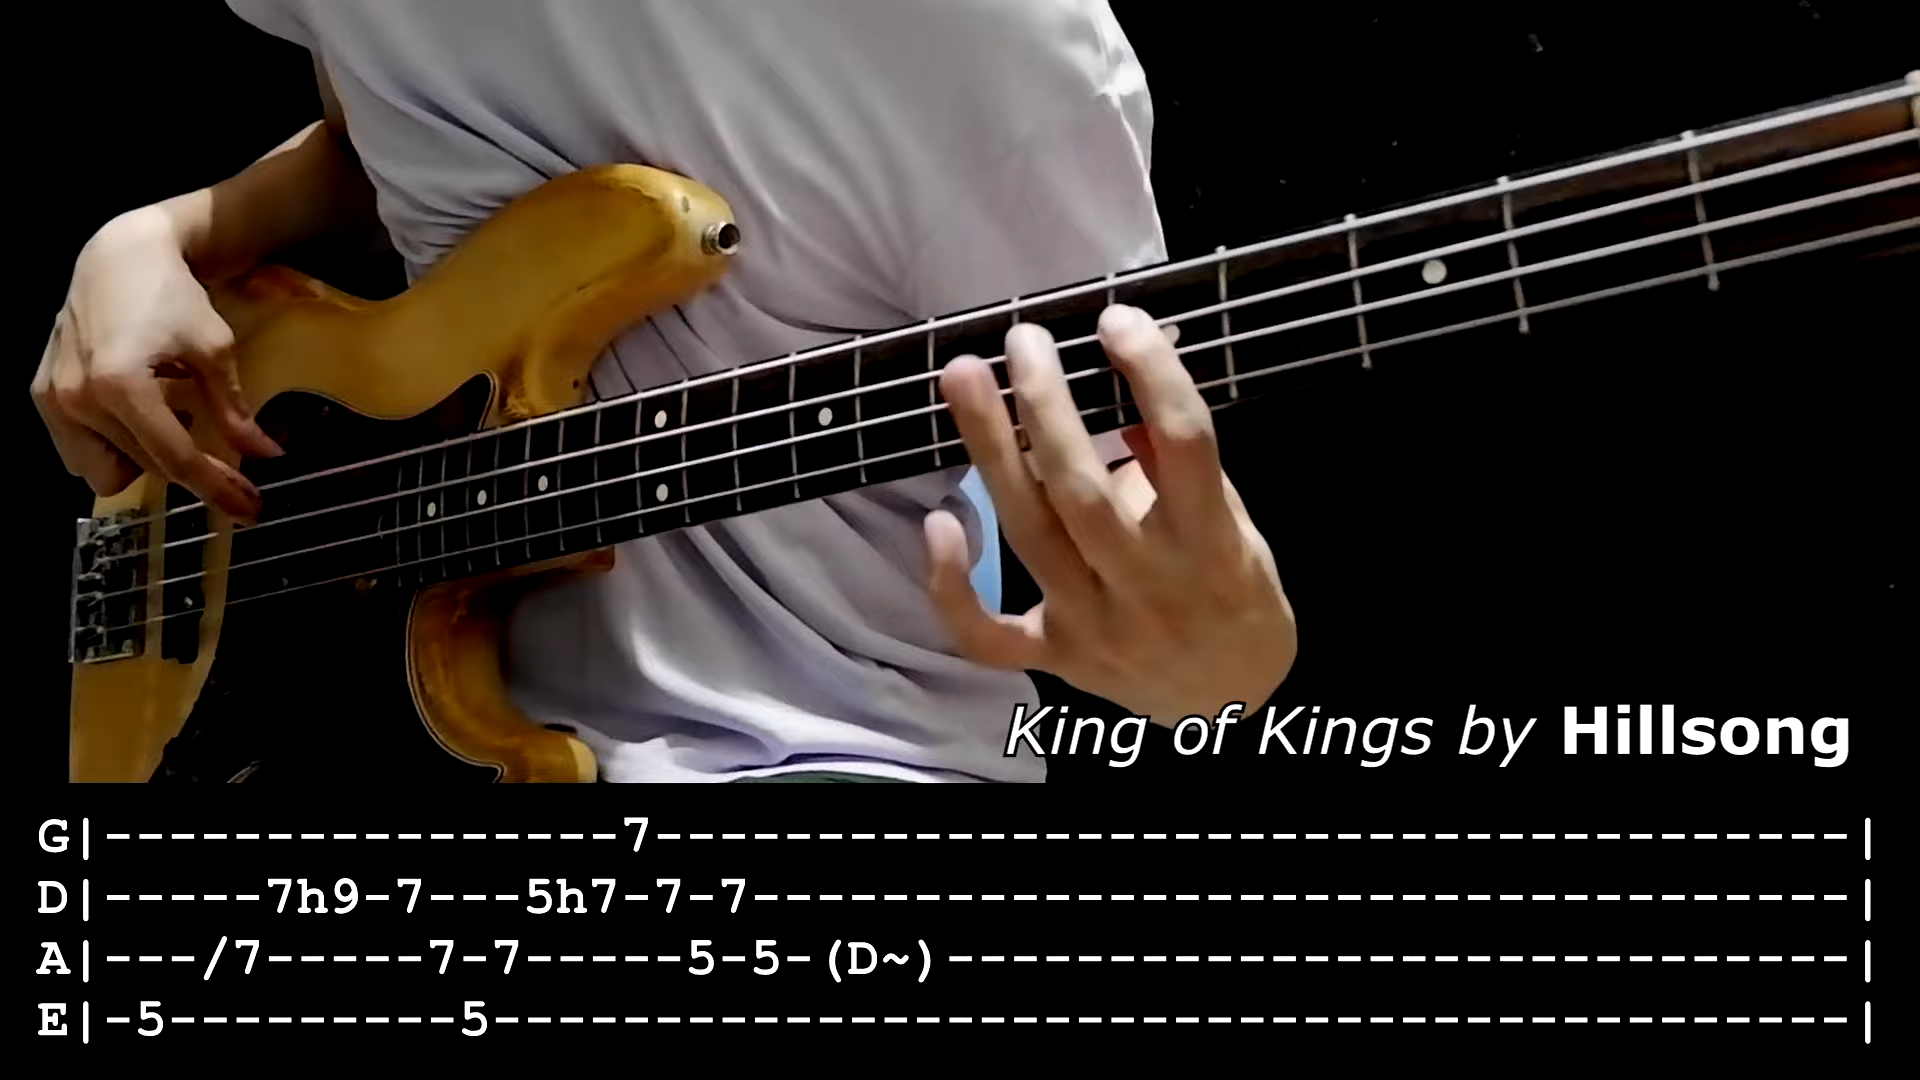 King of Kings by Hillsong
G|----------------7-------------------------------------|
D|-----7h9-7---5h7-7-7----------------------------------|
A|---/7-----7-7-----5-5-(D~)----------------------------|
E|-5---------5------------------------------------------|